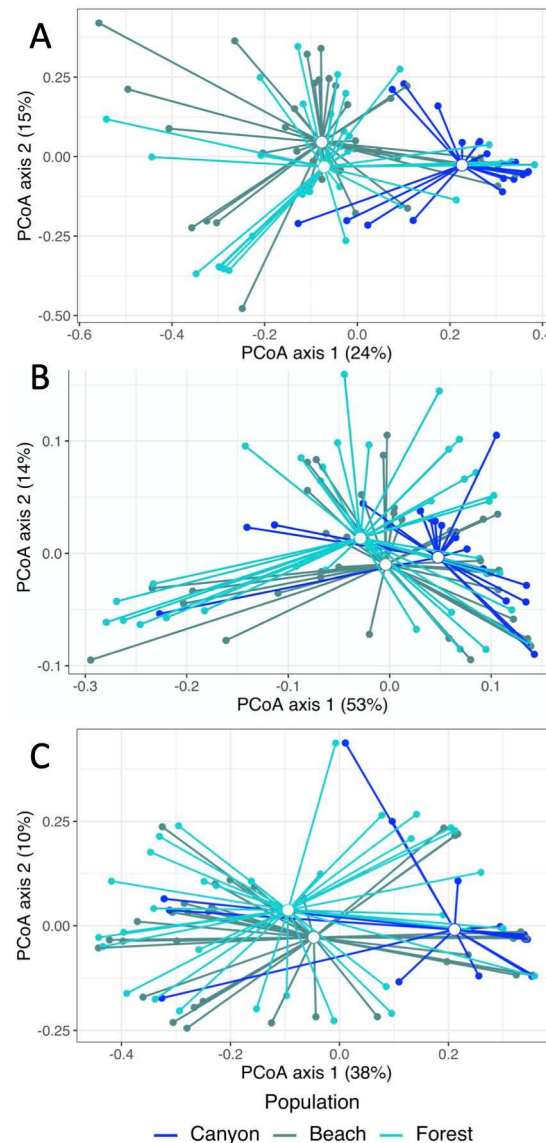 A
0.25
0.00
-0.25
-0.50
PCoA axis 2 (15%)
-0.6 -0.4 -0.2 0.0 0.2 0.4
PCoA axis 1 (24%)
B
0.1
0.0
-0.1
PCoA axis 2 (14%)
-0.3 -0.2 -0.1 0.0 0.1
PCoA axis 1 (53%)
C
0.25
0.00
-0.25
PCoA axis 2 (10%)
-0.4 -0.2 0.0 0.2
PCoA axis 1 (38%)
Population
Canyon Beach Forest